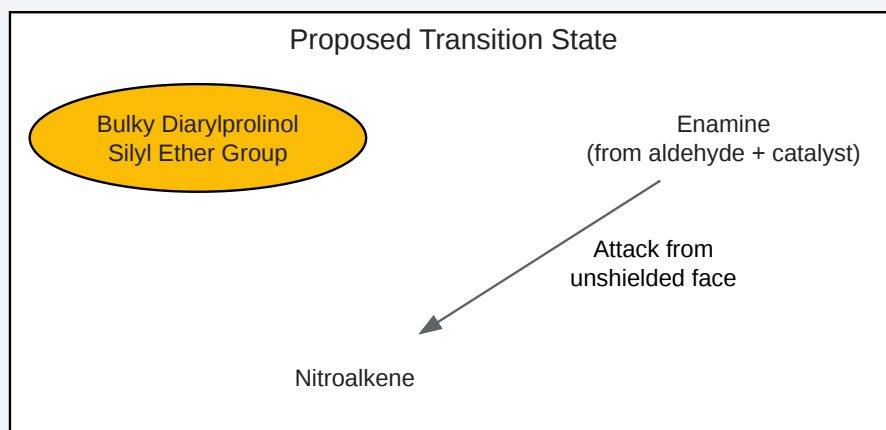 Proposed Transition State
Bulky Diarylprolinol
Silyl Ether Group
Enamine
(from aldehyde + catalyst)
Attack from
unshielded face
Nitroalkene